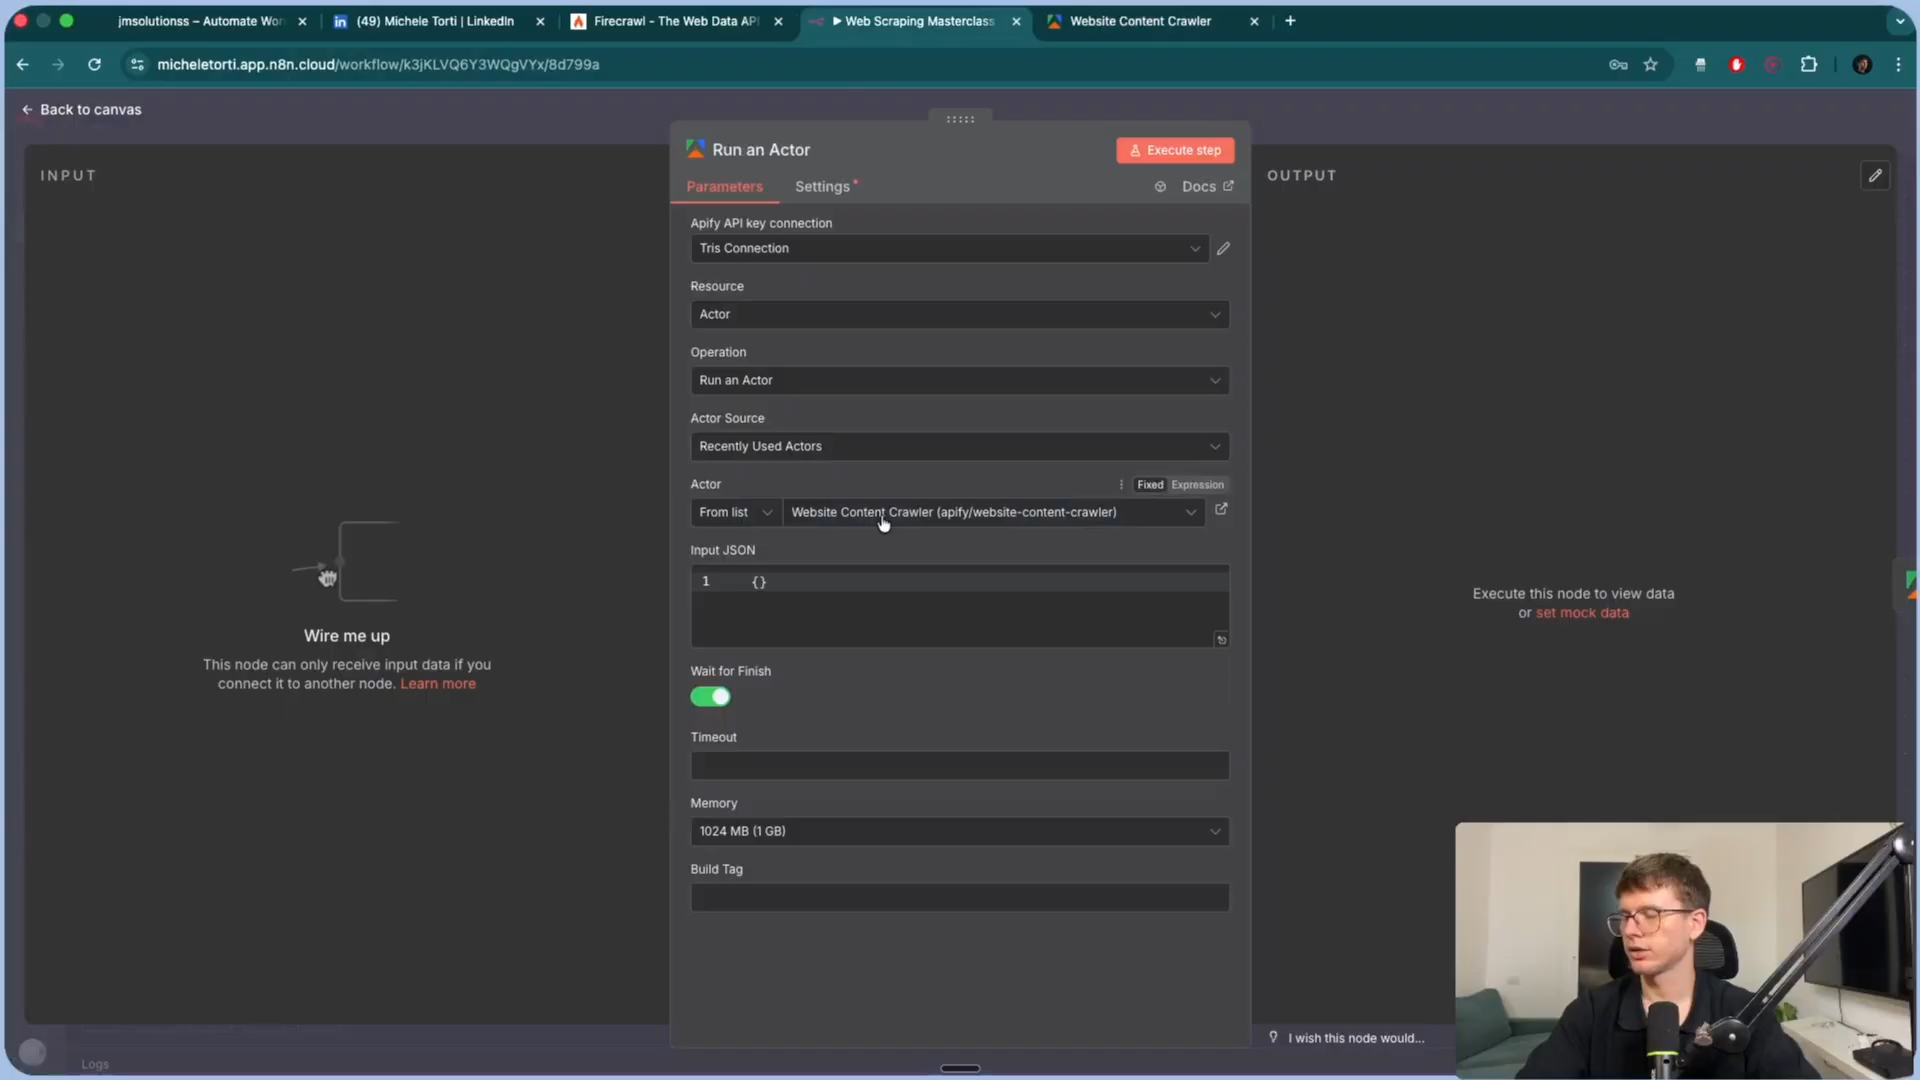 jmsolutionss – Automate Wor
(49) Michele Torti | LinkedIn
Firecrawl - The Web Data API
Web Scraping Masterclass
Website Content Crawler
micheletorti.app.n8n.cloud/workflow/k3jKLVQ6Y3WQgVYx/8d799a
Back to canvas
INPUT
Wire me up
This node can only receive input data if you
connect it to another node. Learn more
Run an Actor
Execute step
Parameters
Settings
Docs
Apify API key connection
Tris Connection
Resource
Actor
Operation
Run an Actor
Actor Source
Recently Used Actors
Actor
Fixed
Expression
From list
Website Content Crawler (apify/website-content-crawler)
Input JSON
1 {}
Wait for Finish
Timeout
Memory
1024 MB (1 GB)
Build Tag
OUTPUT
Execute this node to view data
or set mock data
I wish this node would...
Logs